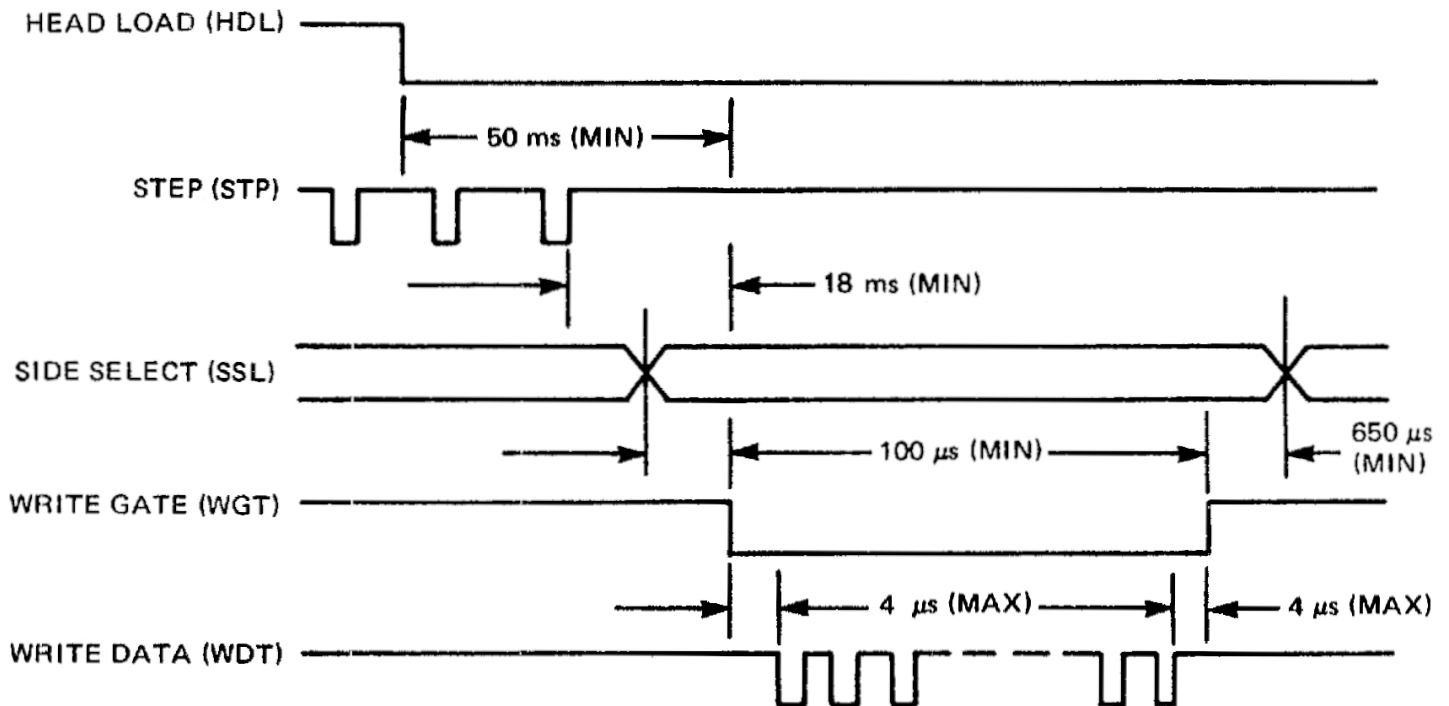 HEAD LOAD (HDL)
50 ms (MIN)
STEP (STP)
18 ms (MIN)
SIDE SELECT (SSL)
100 μs (MIN)
650 μs
(MIN)
WRITE GATE (WGT)
4 μs (MAX)
4 μs (MAX)
WRITE DATA (WDT)